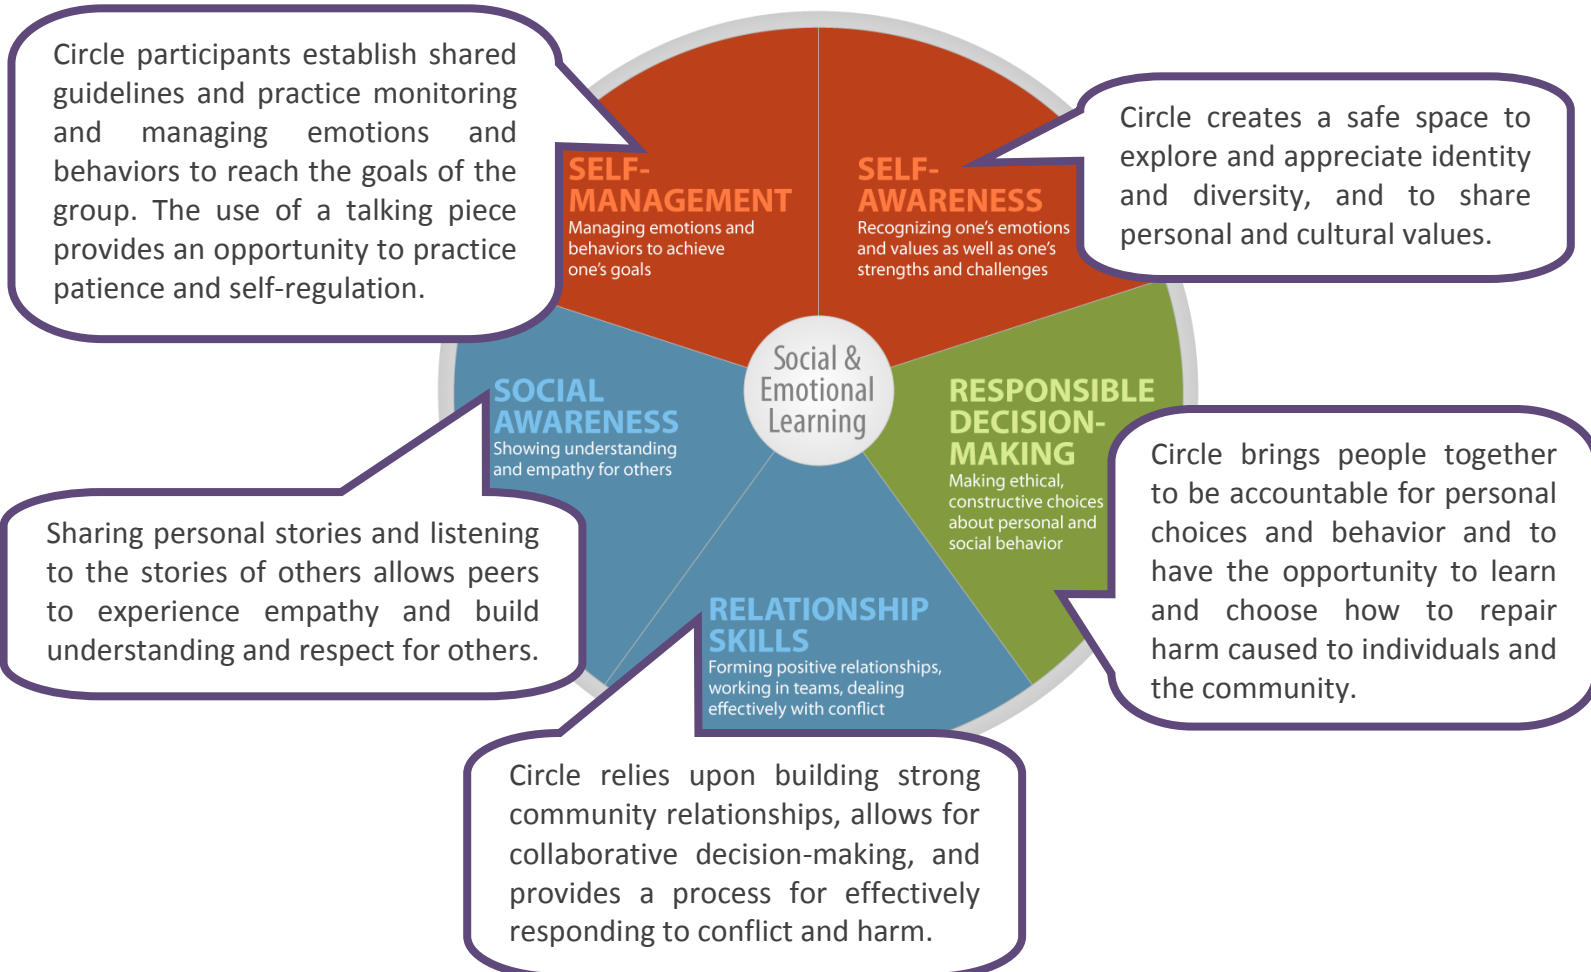 Circle participants establish shared
guidelines and practice monitoring
and managing emotions and
behaviors to reach the goals of the
group. The use of a talking piece
provides an opportunity to practice
patience and self-regulation.
SELF-
MANAGEMENT
Managing emotions and
behaviors to achieve
one's goals
SELF-
AWARENESS
Recognizing one's emotions
and values as well as one's
strengths and challenges
Circle creates a safe space to
explore and appreciate identity
and diversity, and to share
personal and cultural values.
Social &
Emotional
Learning
SOCIAL
AWARENESS
Showing understanding
and empathy for others
RESPONSIBLE
DECISION-
MAKING
Making ethical,
constructive choices
about personal and
social behavior
Circle brings people together
to be accountable for personal
choices and behavior and to
have the opportunity to learn
and choose how to repair
harm caused to individuals and
the community.
Sharing personal stories and listening
to the stories of others allows peers
to experience empathy and build
understanding and respect for others.
RELATIONSHIP
SKILLS
Forming positive relationships,
working in teams, dealing
effectively with conflict
Circle relies upon building strong
community relationships, allows for
collaborative decision-making, and
provides a process for effectively
responding to conflict and harm.